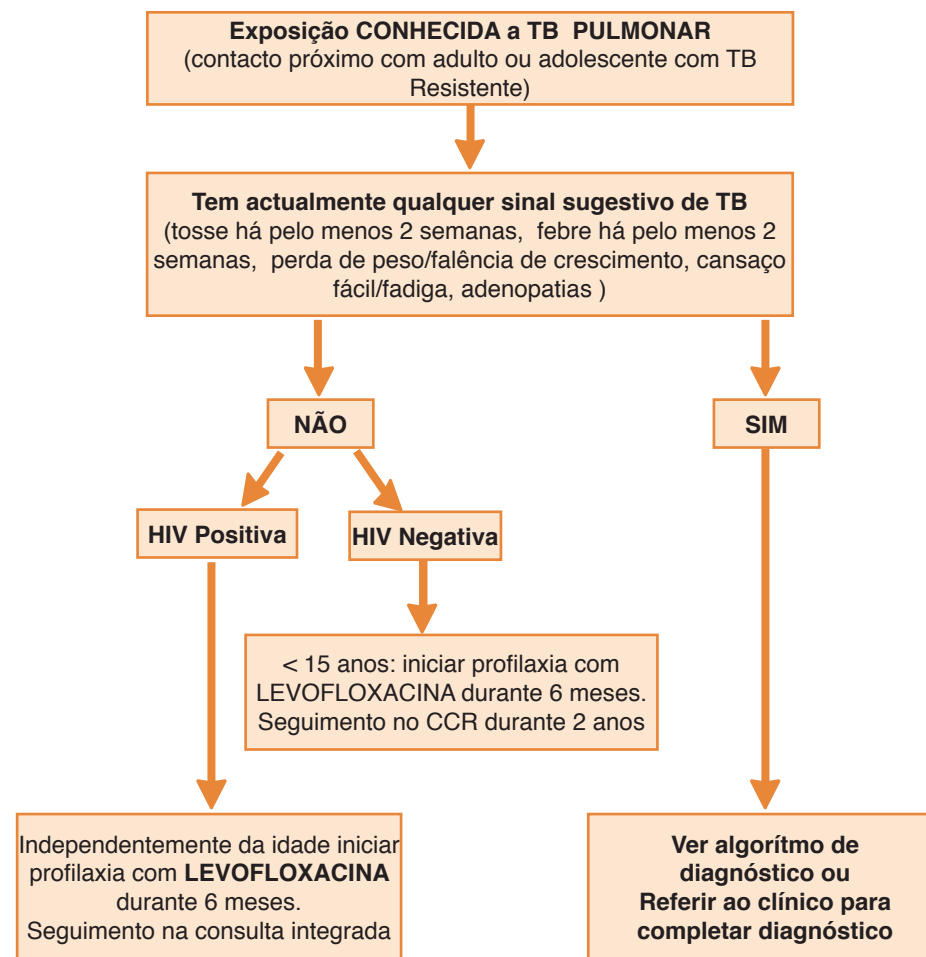 Exposição CONHECIDA a TB PULMONAR
(contacto próximo com adulto ou adolescente com TB
Resistente)
Tem actualmente qualquer sinal sugestivo de TB
(tosse há pelo menos 2 semanas, febre há pelo menos 2
semanas, perda de peso/falência de crescimento, cansaço
fácil/fadiga, adenopatias )
NÃO
SIM
HIV Positiva
HIV Negativa
< 15 anos: iniciar profilaxia com
LEVOFLOXACINA durante 6 meses.
Seguimento no CCR durante 2 anos
Independentemente da idade iniciar
profilaxia com LEVOFLOXACINA
durante 6 meses.
Seguimento na consulta integrada
Ver algorítmo de
diagnóstico ou
Referir ao clínico para
completar diagnóstico